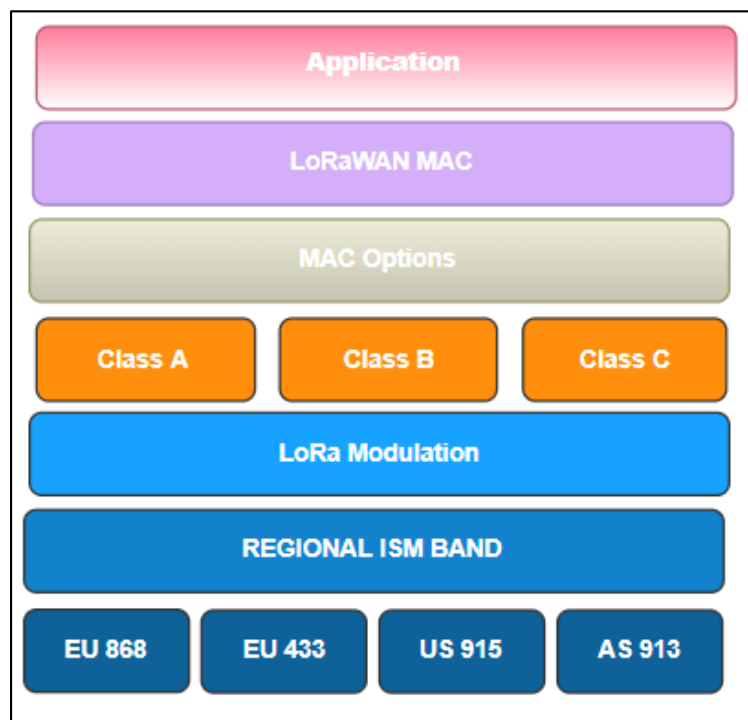 Application
LoRaWAN MAC
MAC Options
Class A Class B Class C
LoRa Modulation
REGIONAL ISM BAND
EU 868 EU 433 US 915 AS 913